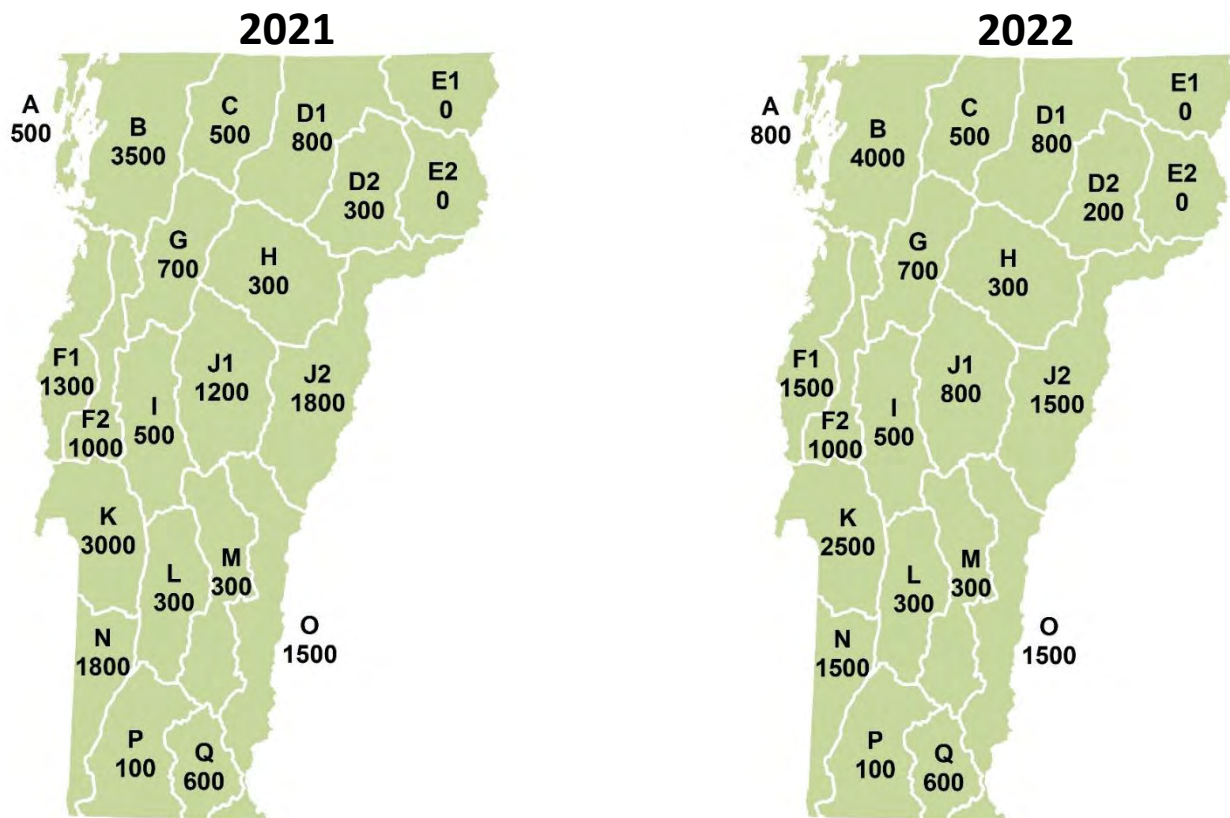 2021
A
500
B
3500
C
500
D1
800
E1
0
D2
300
E2
0
G
700
H
300
F1
1300
F2
1000
I
500
J1
1200
J2
1800
K
3000
L
300
M
300
N
1800
O
1500
P
100
Q
600
2022
A
800
B
4000
C
500
D1
800
E1
0
D2
200
E2
0
G
700
H
300
F1
1500
F2
1000
I
500
J1
800
J2
1500
K
2500
L
300
M
300
N
1500
O
1500
P
100
Q
600